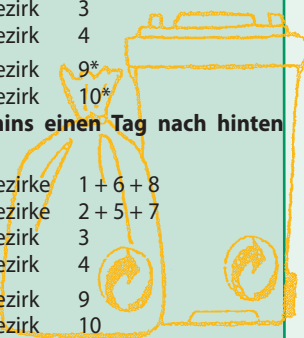 ezirk 3
ezirk 4
ezirk 9*
ezirk 10*
nins einen Tag nach hinten
ezirke 1 + 6 + 8
ezirke 2 + 5 + 7
ezirk 3
ezirk 4
ezirk 9
ezirk 10